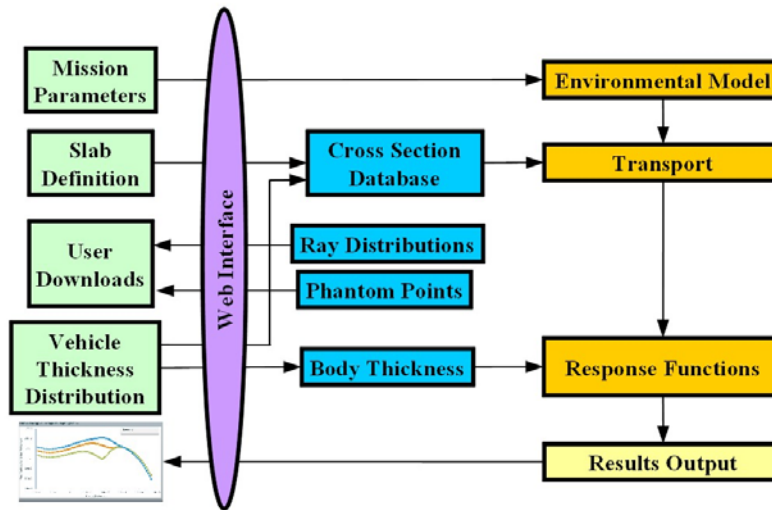 Mission
Parameters
Environmental Model
Slab
Definition
Cross Section
Database
Transport
User
Downloads
Ray Distributions
Phantom Points
Web Interface
Vehicle
Thickness
Distribution
Body Thickness
Response Functions
Results Output